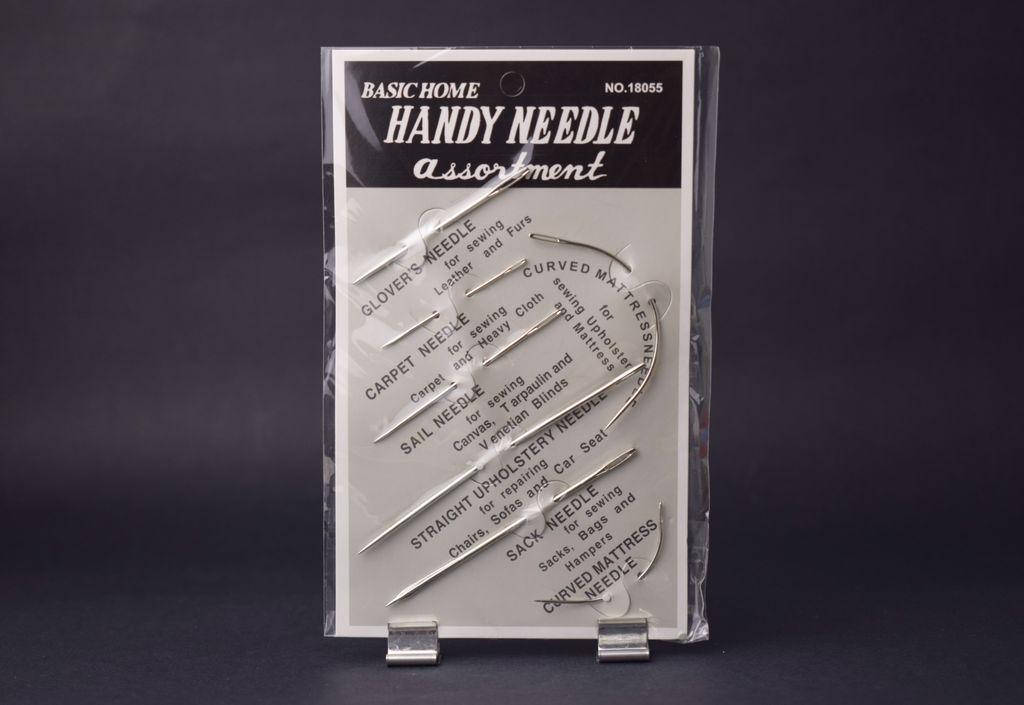 BASIC HOME
NO.18055
HANDY NEEDLE
assortment
GLOVER'S NEEDLE
for sewing
Leather and Furs
CURVED MATTRESSNEEDLE
for
sewing Upholster
and Mattress
CARPET NEEDLE
for sewing
Carpet and Heavy Cloth
SAIL NEEDLE
for sewing
Canvas, Tarpaulin and
Venetian Blinds
STRAIGHT UPHOLSTERY NEEDLE
for repairing
Chairs, Sofas and Car Seat
SACK NEEDLE
for sewing
Sacks, Bags and
Hampers
CURVED MATTRESS
NEEDLE